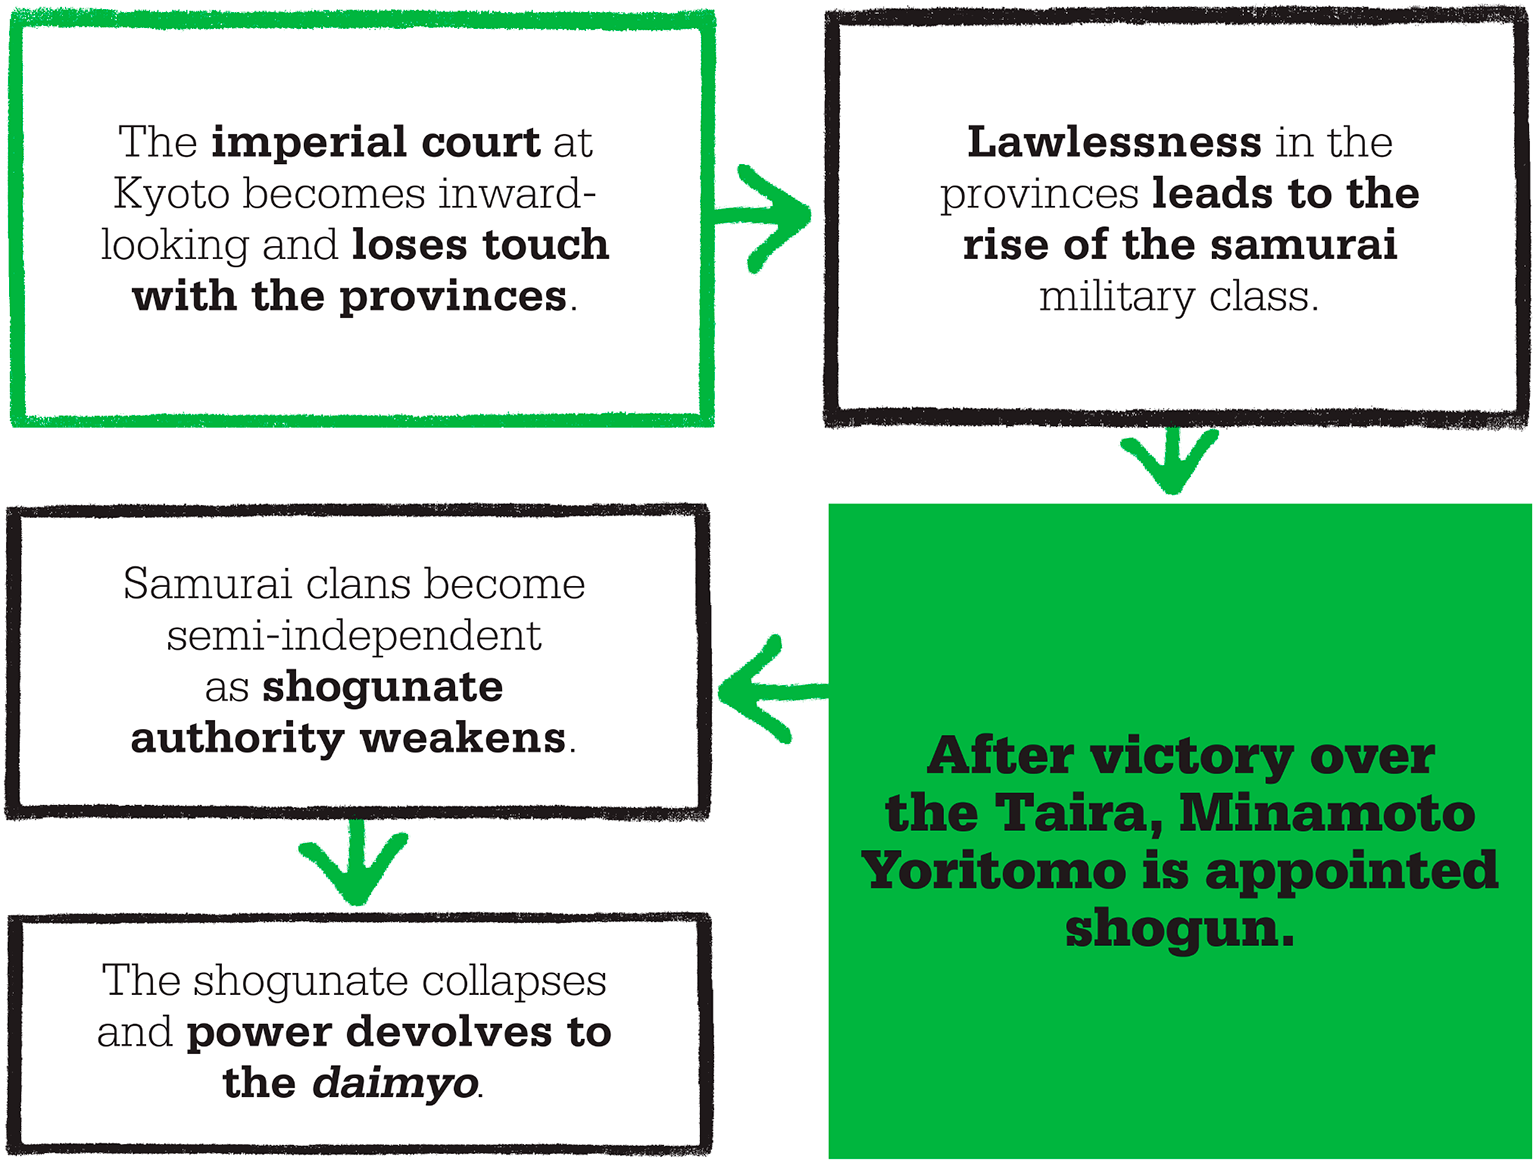 The imperial court at
Kyoto becomes inward-
looking and loses touch
with the provinces.
Lawlessness in the
provinces leads to the
rise of the samurai
military class.
After victory over
the Taira, Minamoto
Yoritomo is appointed
shogun.
Samurai clans become
semi-independent
as shogunate
authority weakens.
The shogunate collapses
and power devolves to
the daimyo.